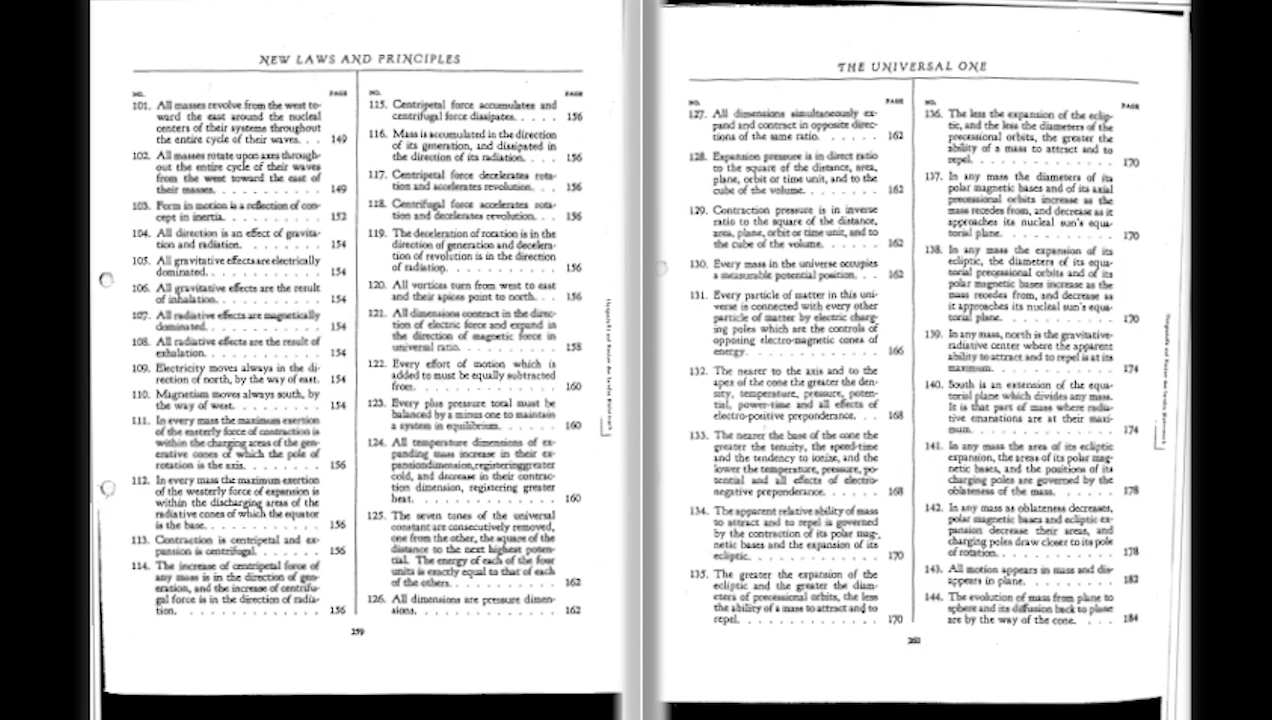 NEW LAWS AND PRINCIPLES
NO. PAGE
101. All masses revolve from the west to-
ward the east around the nuclear
centers of their systems throughout
the entire cycle of their waves. . . 149
102. All masses rotate upon axes through-
out the entire cycle of their waves
from the west toward the east of
their masses. . . . . . . . . 149
103. Form in motion is a reflection of con-
cept in inertia. . . . . . . . . 152
104. All direction is an effect of gravita-
tion and radiation. . . . . . . . 154
105. All gravitative effects are electrically
dominated. . . . . . . . . . 154
106. All gravitative effects are the result
of inhalation. . . . . . . . . 154
107. All radiative effects are magnetically
dominated. . . . . . . . . . 154
108. All radiative effects are the result of
exhalation. . . . . . . . . . 154
109. Electricity moves always in the di-
rection of north, by the way of east. 154
110. Magnetism moves always south, by
the way of west. . . . . . . . 154
111. In every mass the maximum exertion
of the easterly force of contraction is
within the charging areas of the gen-
erative cones of which the pole of
rotation is the axis. . . . . . . 156
112. In every mass the maximum exertion
of the westerly force of expansion is
within the discharging areas of the
radiative cones of which the equator
is the base. . . . . . . . . . 156
113. Contraction is centripetal and ex-
pansion is centrifugal. . . . . . . 156
114. The increase of centripetal force of
any mass is in the direction of gen-
eration, and the increase of centrifu-
gal force is in the direction of radia-
tion. . . . . . . . . . . . 156
NO. PAGE
115. Centripetal force accumulates and
centrifugal force dissipates. . . . . 156
116. Mass is accumulated in the direction
of its generation, and dissipated in
the direction of its radiation. . . . 156
117. Centripetal force decelerates rota-
tion and accelerates revolution. . . 156
118. Centrifugal force accelerates rota-
tion and decelerates revolution. . . 156
119. The deceleration of rotation is in the
direction of generation and decelera-
tion of revolution is in the direction
of radiation. . . . . . . . . . 156
120. All vortices turn from west to east
and their apices point to north. . . 156
121. All dimensions contract in the direc-
tion of electric force and expand in
the direction of magnetic force in
universal ratio. . . . . . . . . 158
122. Every effort of motion which is
added to must be equally subtracted
from. . . . . . . . . . . . 160
123. Every plus pressure total must be
balanced by a minus one to maintain
a system in equilibrium. . . . . . 160
124. All temperature dimensions of ex-
panding mass increase in their ex-
pansion dimension, registering greater
cold, and decrease in their contrac-
tion dimension, registering greater
heat. . . . . . . . . . . . 160
125. The seven tones of the universal
constant are consecutively removed,
one from the other, the square of the
distance to the next highest poten-
tial. The energy of each of the four
units is exactly equal to that of each
of the others. . . . . . . . . . 162
126. All dimensions are pressure dimen-
sions. . . . . . . . . . . . 162
259
THE UNIVERSAL ONE
NO. PAGE
127. All dimensions simultaneously ex-
pand and contract in opposite direc-
tions of the same ratio. . . . . . 162
128. Expansion pressure is in direct ratio
to the square of the distance, area,
plane, orbit or time unit, and to the
cube of the volume. . . . . . . 162
129. Contraction pressure is in inverse
ratio to the square of the distance,
area, plane, orbit or time unit, and to
the cube of the volume. . . . . . 162
130. Every mass in the universe occupies
a measurable potential position. . . 162
131. Every particle of matter in this uni-
verse is connected with every other
particle of matter by electric charg-
ing poles which are the controls of
opposing electro-magnetic cones of
energy. . . . . . . . . . . 166
132. The nearer to the axis and to the
apex of the cone the greater the den-
sity, temperature, pressure, poten-
tial, power-time and all effects of
electro-positive preponderance. . . 168
133. The nearer the base of the cone the
greater the tenuity, the speed-time
and the tendency to ionize, and the
lower the temperature, pressure, po-
tential and all effects of electro-
negative preponderance. . . . . 168
134. The apparent relative ability of mass
to attract and to repel is governed
by the contraction of its polar mag-
netic bases and the expansion of its
ecliptic. . . . . . . . . . . 170
135. The greater the expansion of the
ecliptic and the greater the diam-
eters of precessional orbits, the less
the ability of a mass to attract and to
repel. . . . . . . . . . . . 170
NO. PAGE
136. The less the expansion of the eclip-
tic, and the less the diameters of the
precessional orbits, the greater the
ability of a mass to attract and to
repel. . . . . . . . . . . . 170
137. In any mass the diameters of its
polar magnetic bases and of its axial
precessional orbits increase as the
mass recedes from, and decrease as it
approaches its nuclear sun's equa-
torial plane. . . . . . . . . . 170
138. In any mass the expansion of its
ecliptic, the diameters of its equa-
torial precessional orbits and of its
polar magnetic bases increase as the
mass recedes from, and decrease as
it approaches its nuclear sun's equa-
torial plane. . . . . . . . . . 170
139. In any mass, north is the gravitative-
radiative center where the apparent
ability to attract and to repel is at its
maximum. . . . . . . . . . 174
140. South is an extension of the equa-
torial plane which divides any mass.
It is that part of mass where radia-
tive emanations are at their maxi-
mum. . . . . . . . . . . . 174
141. In any mass the area of its ecliptic
expansion, the areas of its polar mag-
netic bases, and the positions of its
charging poles are governed by the
oblateness of the mass. . . . . . 178
142. In any mass as oblateness decreases,
polar magnetic bases and ecliptic ex-
pansion decrease their areas, and
charging poles draw closer to its pole
of rotation. . . . . . . . . . 178
143. All motion appears in mass and dis-
appears in plane. . . . . . . . 182
144. The evolution of mass from plane to
sphere and its diffusion back to plane
are by the way of the cone. . . . 184
260